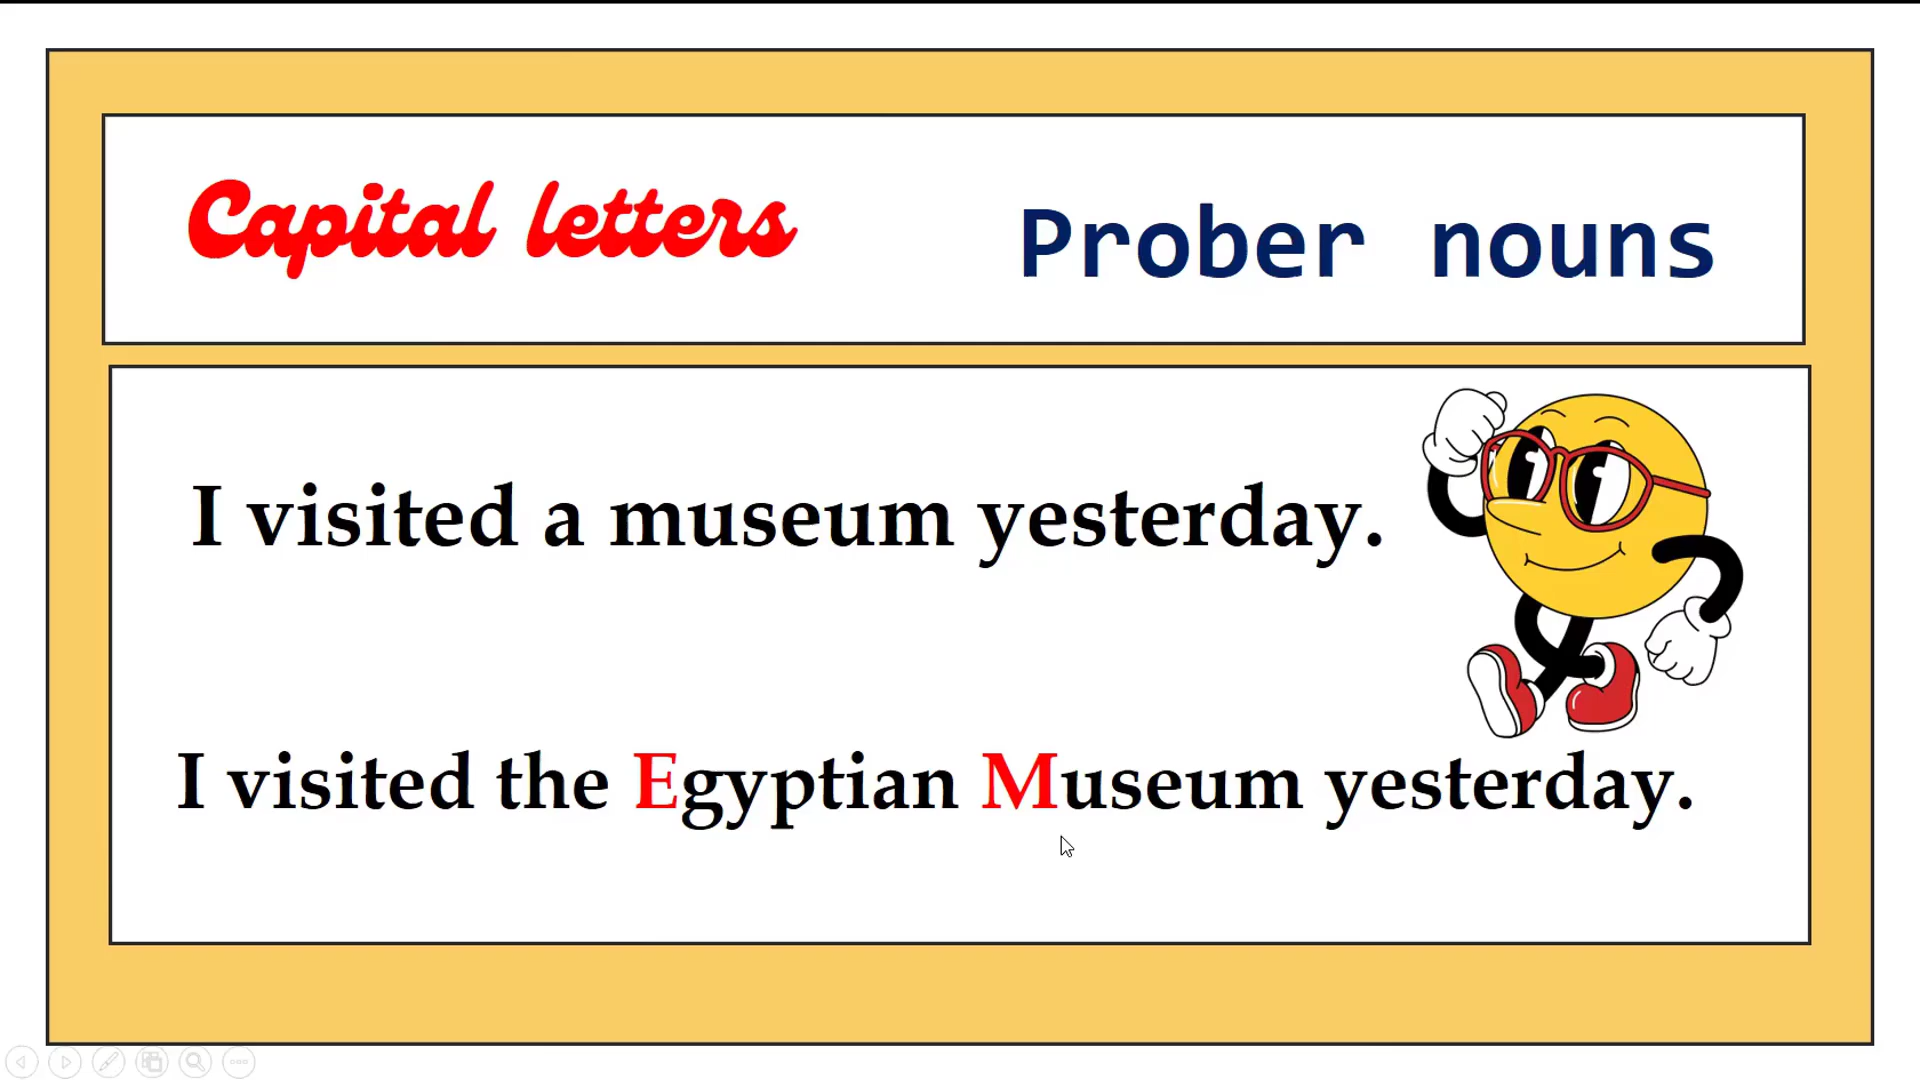 Capital letters
Prober nouns
I visited a museum yesterday.
I visited the Egyptian Museum yesterday.